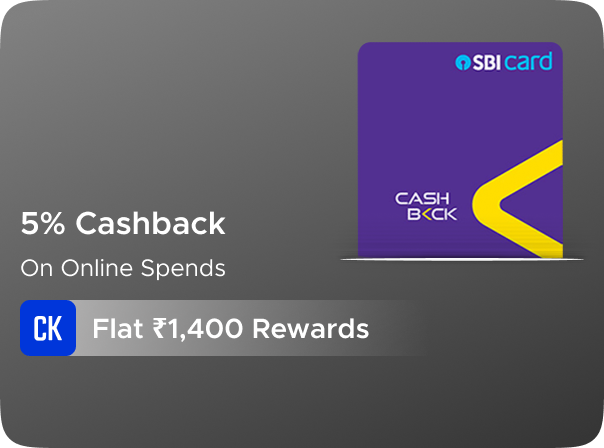 SBI card
CASH
BACK
5% Cashback
On Online Spends
CK
Flat ₹1,400 Rewards